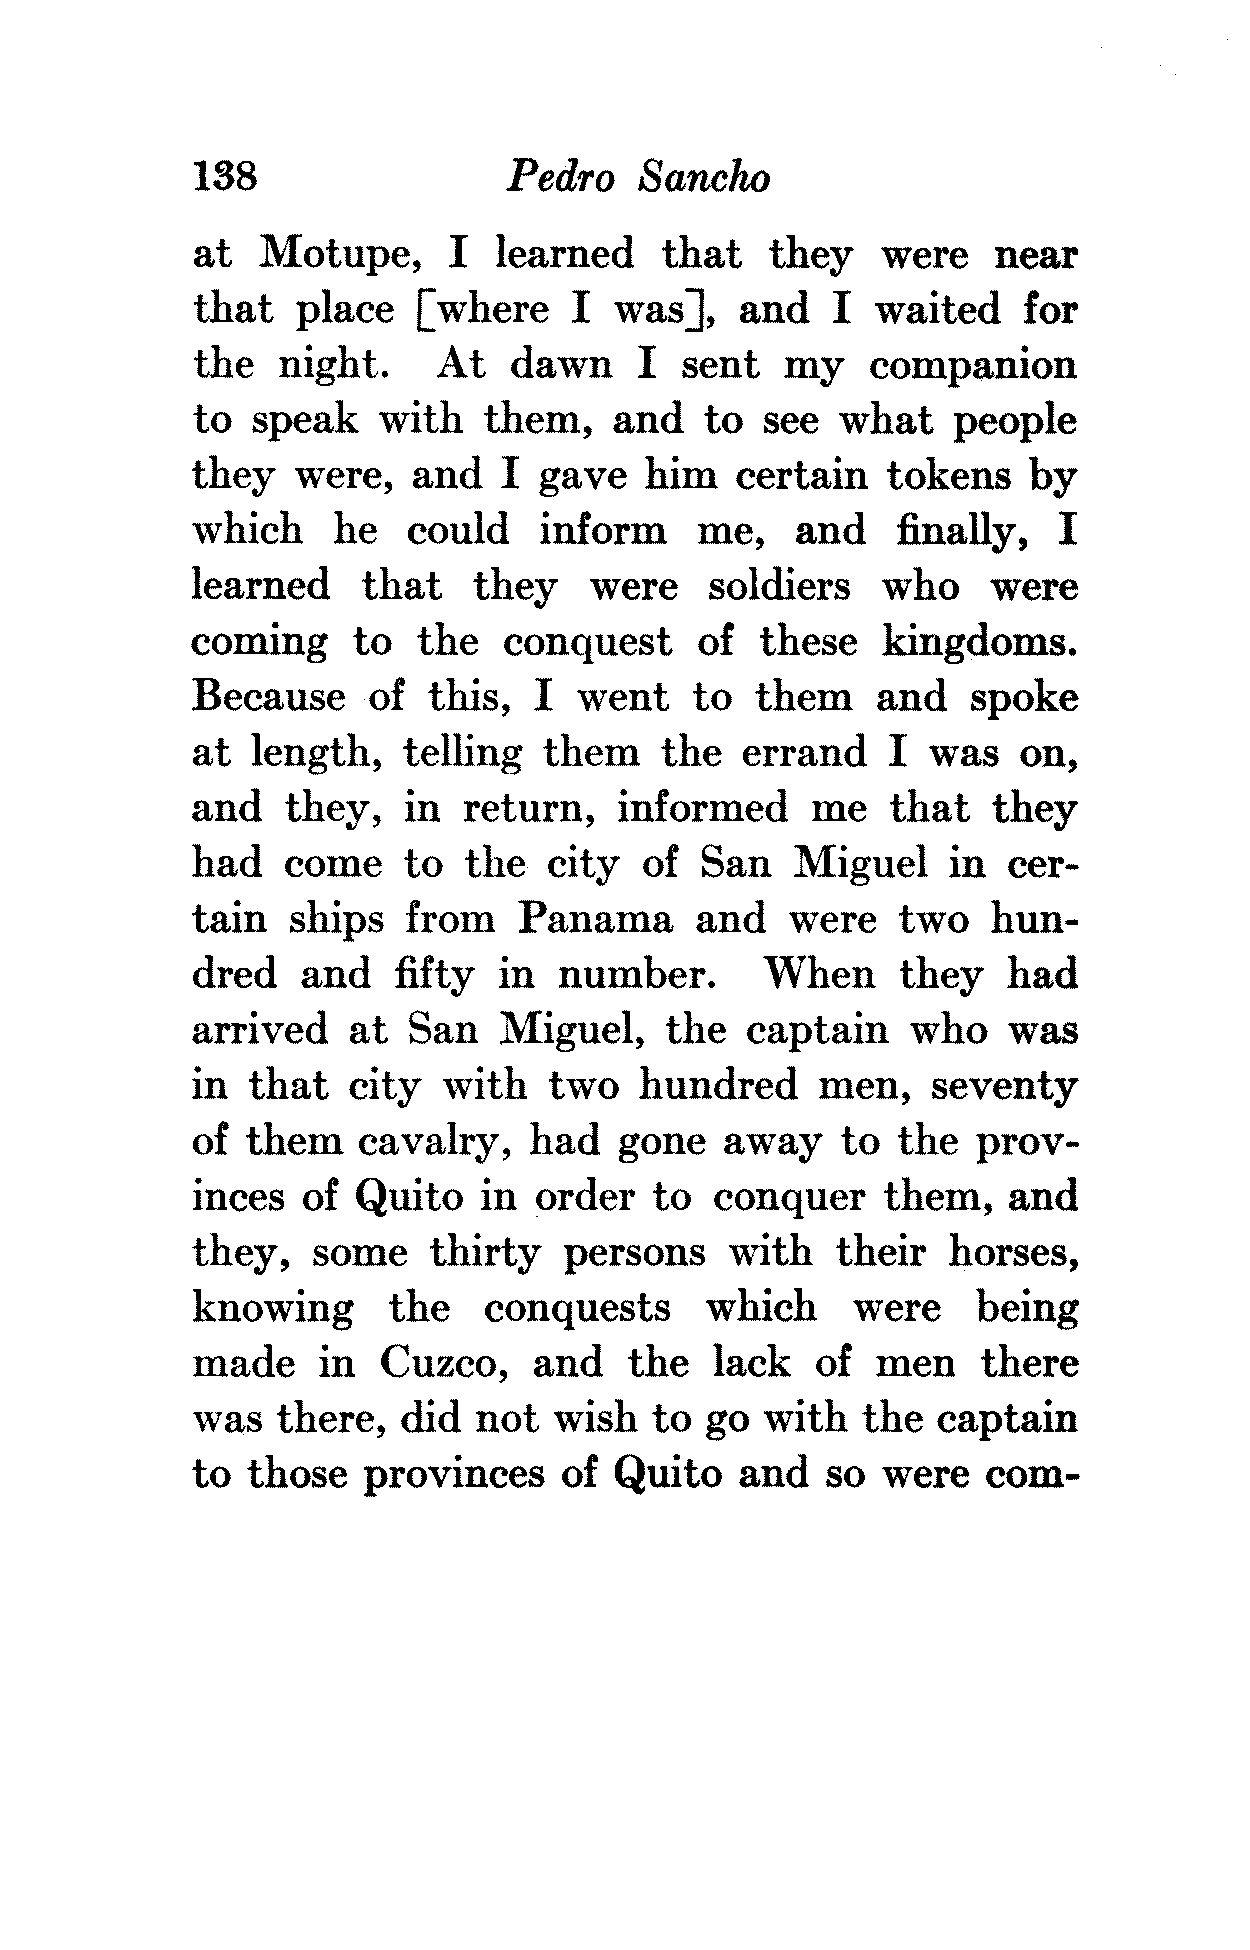 138 Pedro Sancho
at Motupe, I learned that they were near
that place [where I was], and I waited for
the night. At dawn I sent my companion
to speak with them, and to see what people
they were, and I gave him certain tokens by
which he could inform me, and finally, I
learned that they were soldiers who were
coming to the conquest of these kingdoms.
Because of this, I went to them and spoke
at length, telling them the errand I was on,
and they, in return, informed me that they
had come to the city of San Miguel in cer-
tain ships from Panama and were two hun-
dred and fifty in number. When they had
arrived at San Miguel, the captain who was
in that city with two hundred men, seventy
of them cavalry, had gone away to the prov-
inces of Quito in order to conquer them, and
they, some thirty persons with their horses,
knowing the conquests which were being
made in Cuzco, and the lack of men there
was there, did not wish to go with the captain
to those provinces of Quito and so were com-